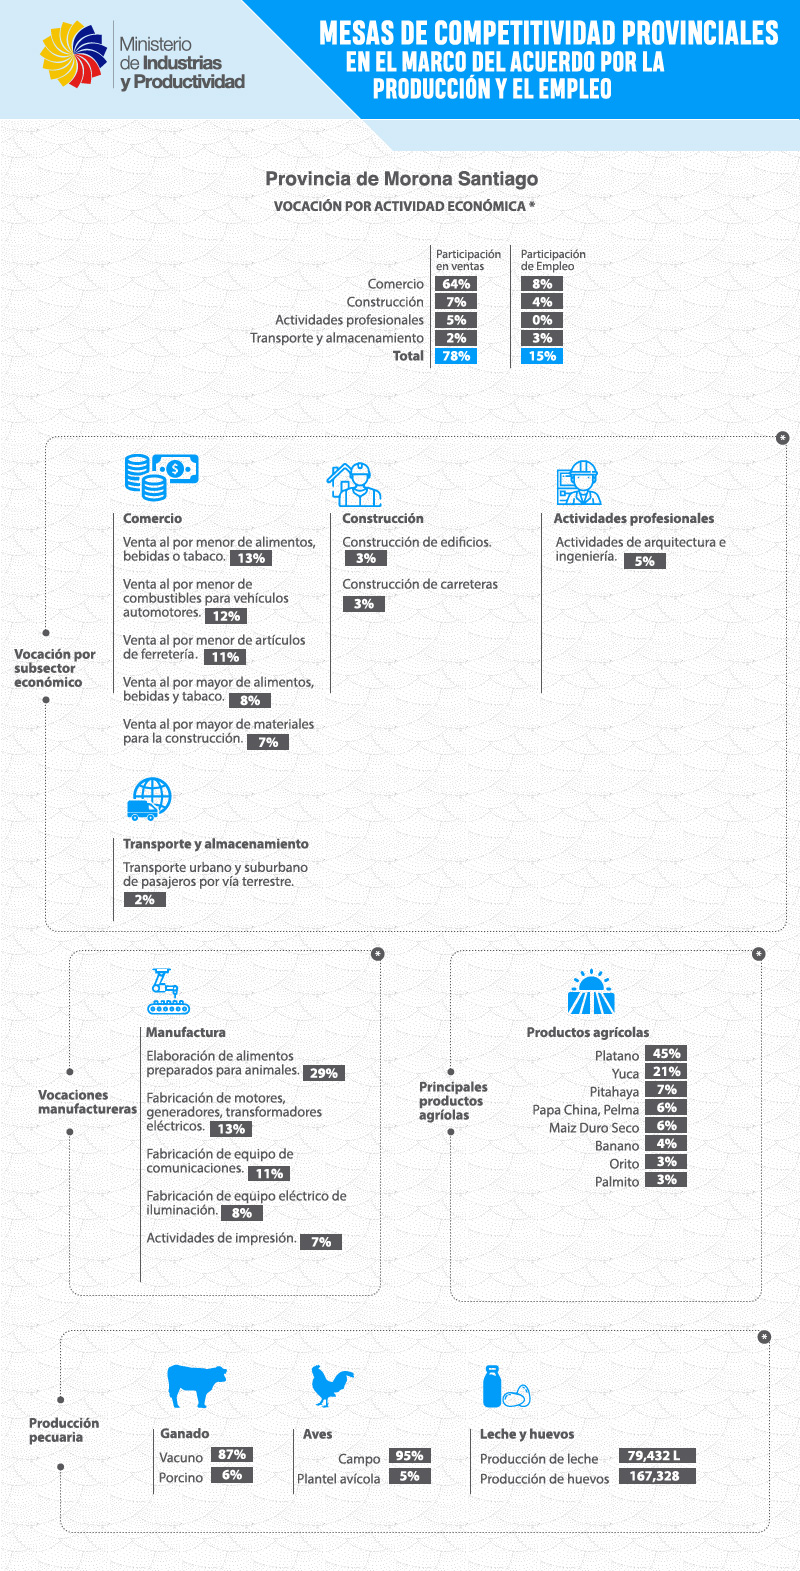 Ministerio
de Industrias
y Productividad
MESAS DE COMPETITIVIDAD PROVINCIALES
EN EL MARCO DEL ACUERDO POR LA
PRODUCCIÓN Y EL EMPLEO
Provincia de Morona Santiago
VOCACIÓN POR ACTIVIDAD ECONÓMICA *
Participación
en ventas
Participación
de Empleo
Comercio 64% 8%
Construcción 7% 4%
Actividades profesionales 5% 0%
Transporte y almacenamiento 2% 3%
Total 78% 15%
*
Vocación por
subsector
económico
$
Comercio
Venta al por menor de alimentos,
bebidas o tabaco. 13%
Venta al por menor de
combustibles para vehículos
automotores. 12%
Venta al por menor de artículos
de ferretería. 11%
Venta al por mayor de alimentos,
bebidas y tabaco. 8%
Venta al por mayor de materiales
para la construcción. 7%
Construcción
Construcción de edificios.
3%
Construcción de carreteras
3%
Actividades profesionales
Actividades de arquitectura e
ingeniería. 5%
Transporte y almacenamiento
Transporte urbano y suburbano
de pasajeros por vía terrestre.
2%
*
Vocaciones
manufactureras
Manufactura
Elaboración de alimentos
preparados para animales. 29%
Fabricación de motores,
generadores, transformadores
eléctricos. 13%
Fabricación de equipo de
comunicaciones. 11%
Fabricación de equipo eléctrico de
iluminación. 8%
Actividades de impresión. 7%
*
Principales
productos
agríolas
Productos agrícolas
Platano 45%
Yuca 21%
Pitahaya 7%
Papa China, Pelma 6%
Maiz Duro Seco 6%
Banano 4%
Orito 3%
Palmito 3%
*
Producción
pecuaria
Ganado
Vacuno 87%
Porcino 6%
Aves
Campo 95%
Plantel avícola 5%
Leche y huevos
Producción de leche 79,432 L
Producción de huevos 167,328